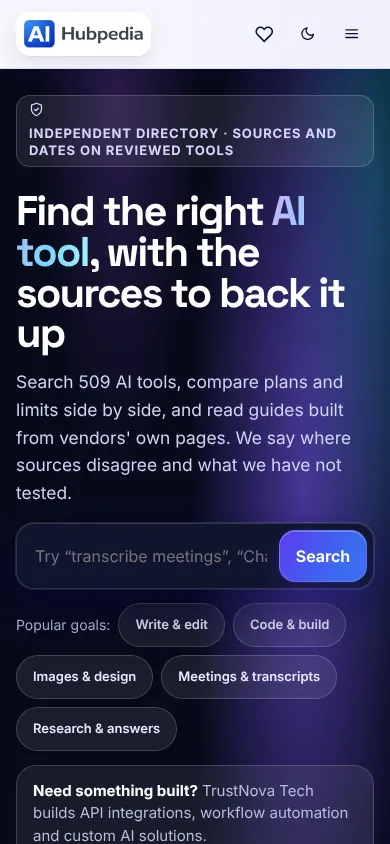 AI Hubpedia
INDEPENDENT DIRECTORY · SOURCES AND
DATES ON REVIEWED TOOLS
Find the right AI
tool, with the
sources to back it
up
Search 509 AI tools, compare plans and
limits side by side, and read guides built
from vendors' own pages. We say where
sources disagree and what we have not
tested.
Try “transcribe meetings”, “Cha
Search
Popular goals:
Write & edit
Code & build
Images & design
Meetings & transcripts
Research & answers
Need something built? TrustNova Tech
builds API integrations, workflow automation
and custom AI solutions.